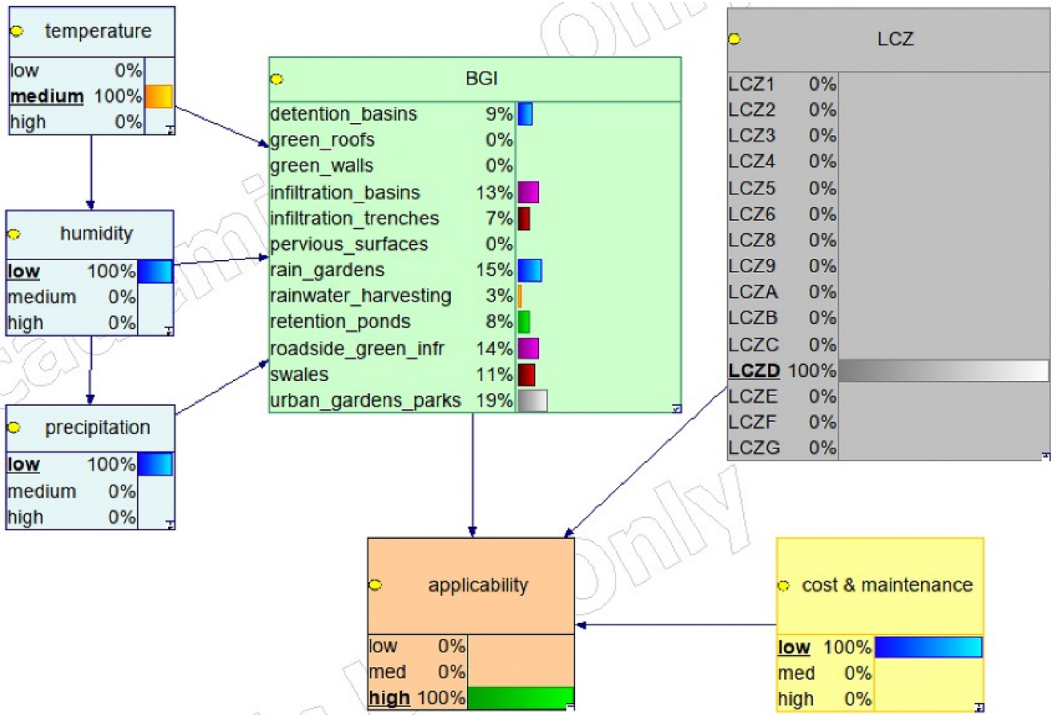 temperature
low 0%
medium 100%
high 0%
humidity
low 100%
medium 0%
high 0%
precipitation
low 100%
medium 0%
high 0%
BGI
detention_basins 9%
green_roofs 0%
green_walls 0%
infiltration_basins 13%
infiltration_trenches 7%
pervious_surfaces 0%
rain_gardens 15%
rainwater_harvesting 3%
retention_ponds 8%
roadside_green_infr 14%
swales 11%
urban_gardens_parks 19%
LCZ
LCZ1 0%
LCZ2 0%
LCZ3 0%
LCZ4 0%
LCZ5 0%
LCZ6 0%
LCZ8 0%
LCZ9 0%
LCZA 0%
LCZB 0%
LCZC 0%
LCZD 100%
LCZE 0%
LCZF 0%
LCZG 0%
applicability
low 0%
med 0%
high 100%
cost & maintenance
low 100%
med 0%
high 0%
Only
only